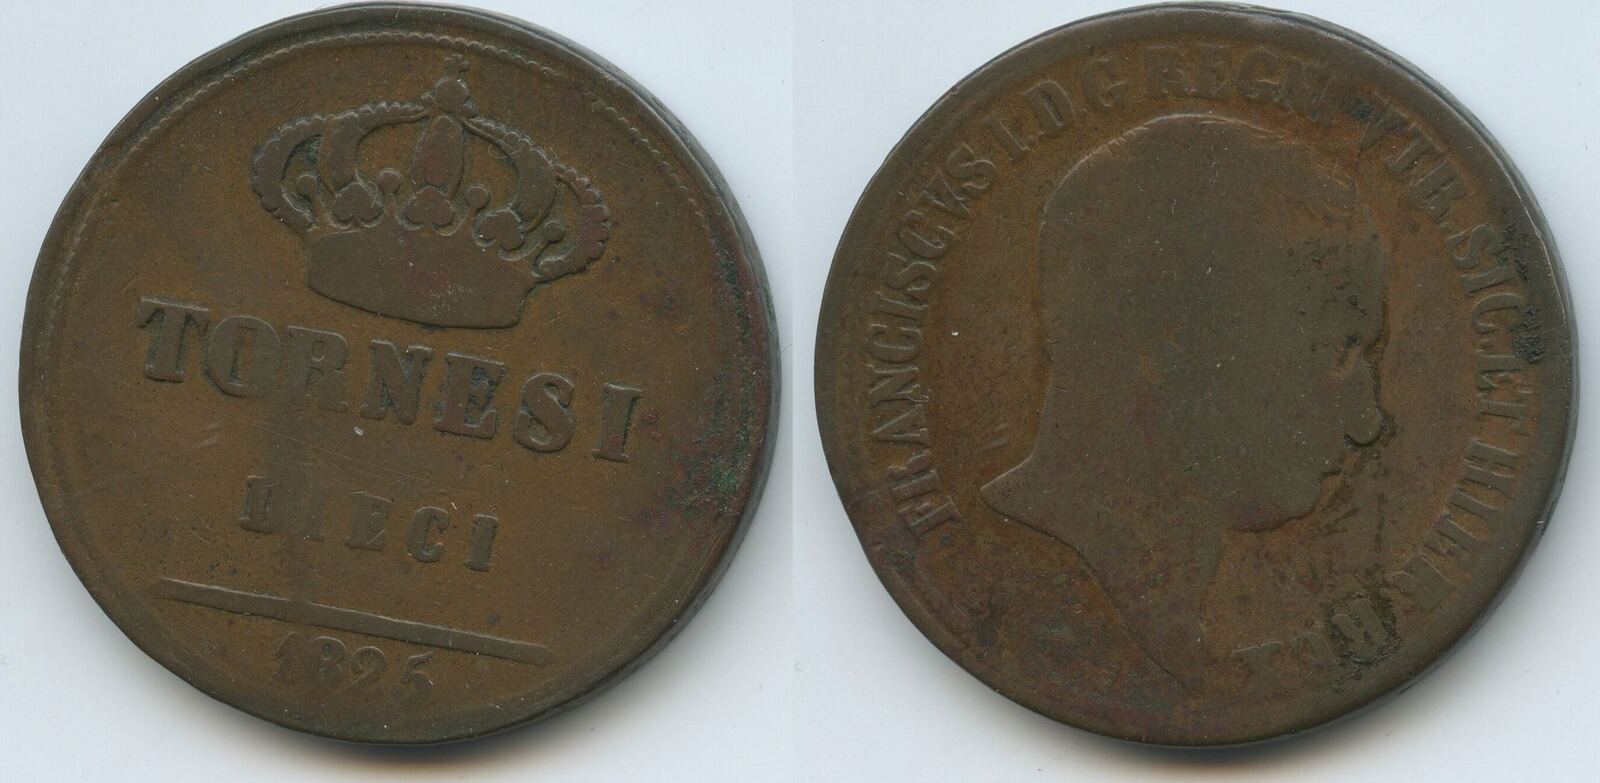 TORNESI
DIECI
1825
FRANCISCVS I. D. G. REGNI VTR. SIC. ET HIER. REX